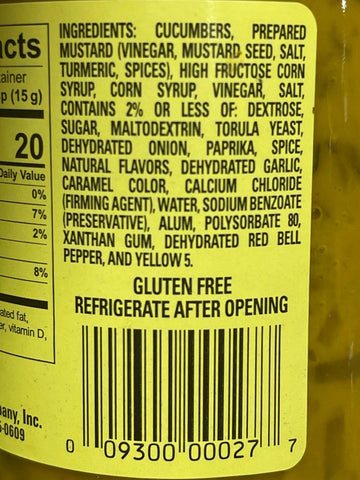 acts
ainer
p (15 g)
20
Daily Value
0%
7%
2%
8%
ated fat,
er, vitamin D,
any, Inc.
5-0609
INGREDIENTS: CUCUMBERS, PREPARED
MUSTARD (VINEGAR, MUSTARD SEED, SALT,
TURMERIC, SPICES), HIGH FRUCTOSE CORN
SYRUP, CORN SYRUP, VINEGAR, SALT,
CONTAINS 2% OR LESS OF: DEXTROSE,
SUGAR, MALTODEXTRIN, TORULA YEAST,
DEHYDRATED ONION, PAPRIKA, SPICE,
NATURAL FLAVORS, DEHYDRATED GARLIC,
CARAMEL COLOR, CALCIUM CHLORIDE
(FIRMING AGENT), WATER, SODIUM BENZOATE
(PRESERVATIVE), ALUM, POLYSORBATE 80,
XANTHAN GUM, DEHYDRATED RED BELL
PEPPER, AND YELLOW 5.
GLUTEN FREE
REFRIGERATE AFTER OPENING
0 09300 00027 7